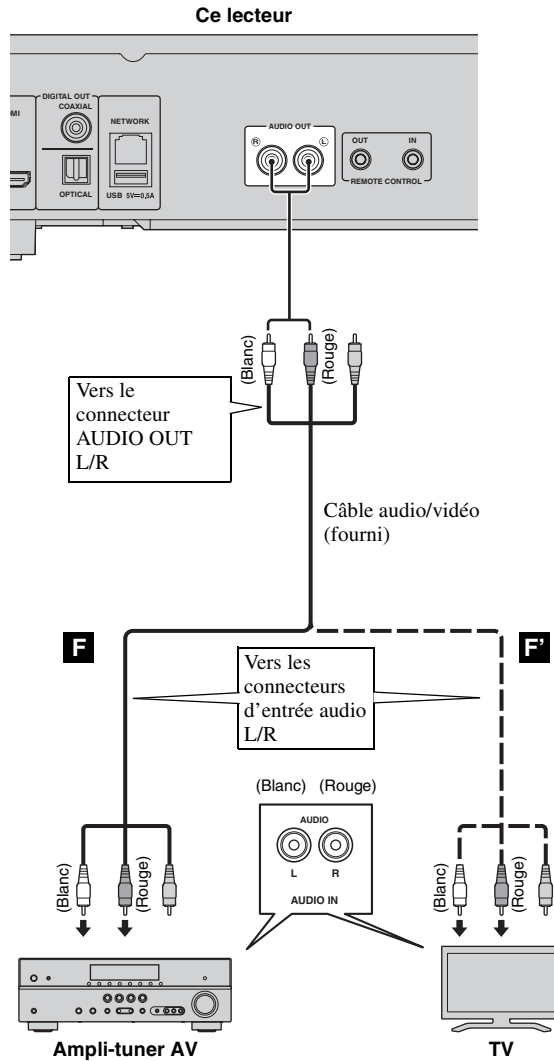 Ce lecteur
MI
DIGITAL OUT
COAXIAL
OPTICAL
NETWORK
USB 5V⎓0,5A
AUDIO OUT
R
L
OUT
IN
REMOTE CONTROL
(Blanc)
(Rouge)
Vers le
connecteur
AUDIO OUT
L/R
Câble audio/vidéo
(fourni)
F
F’
Vers les
connecteurs
d’entrée audio
L/R
(Blanc)
(Rouge)
AUDIO
L
R
AUDIO IN
(Blanc)
(Rouge)
(Blanc)
(Rouge)
Ampli-tuner AV
TV